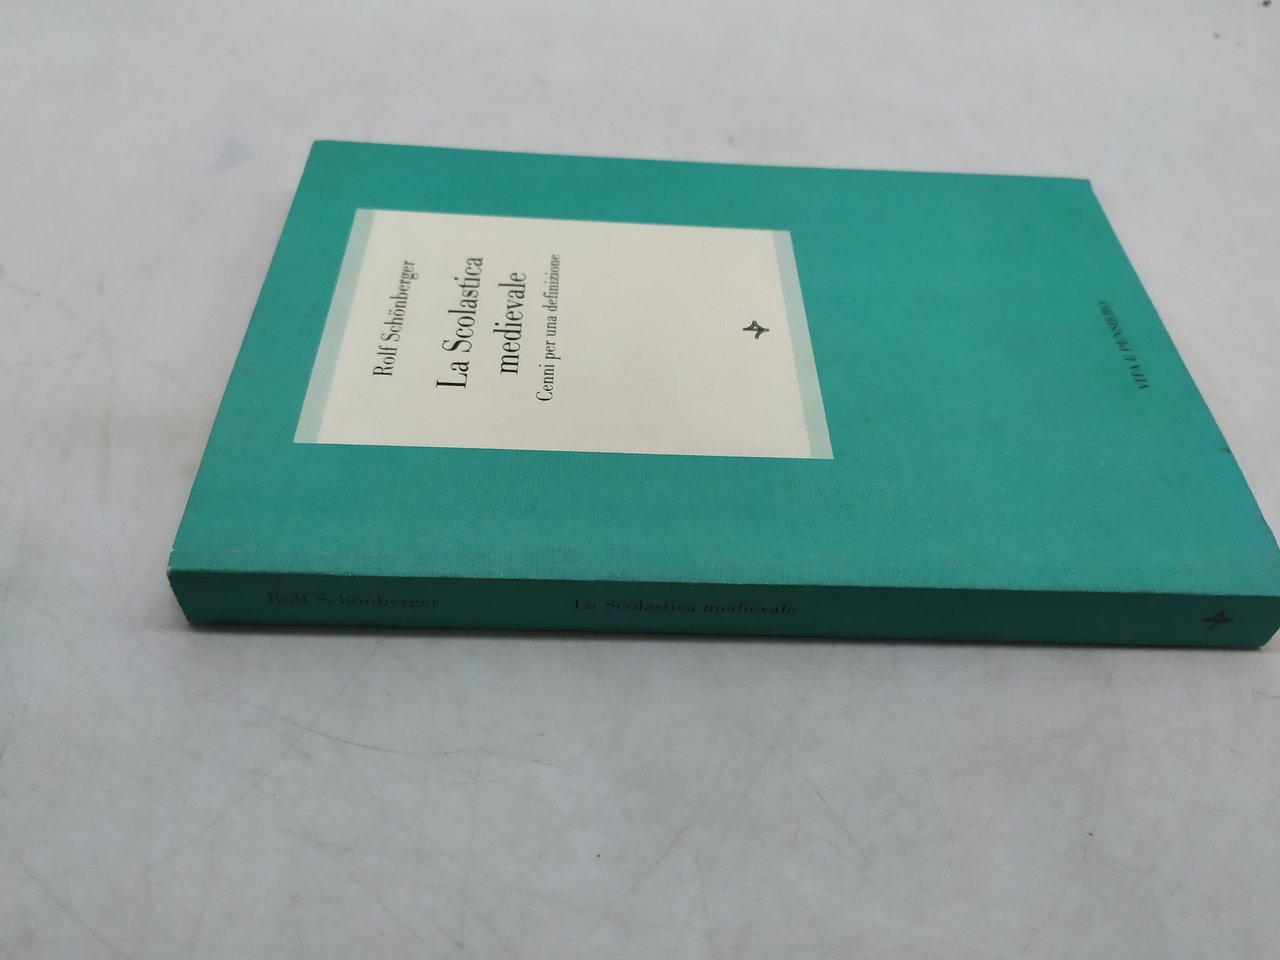 Rolf Schönberger
La Scolastica
medievale
Cenni per una definizione
VITA E PENSIERO
Rolf Schönberger
La Scolastica medievale